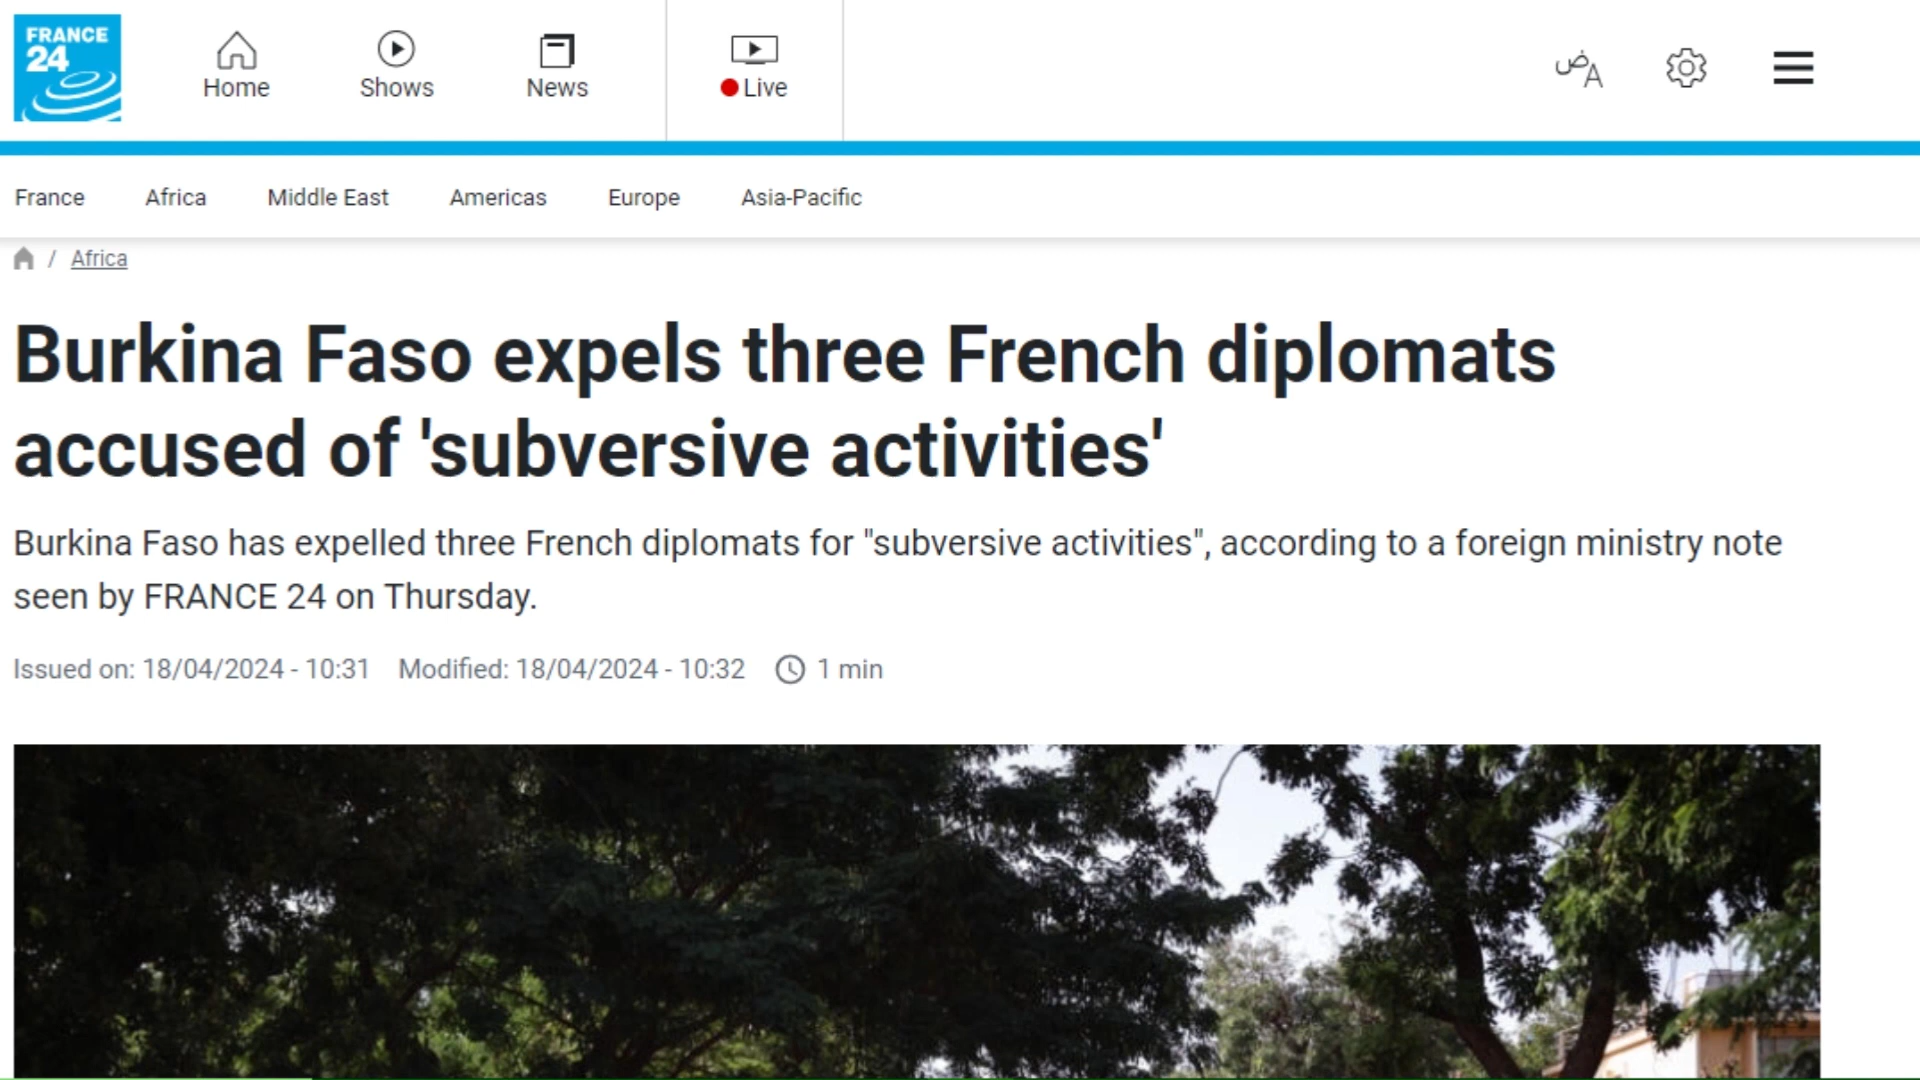 FRANCE
24
Home
Shows
News
Live
ض A
France
Africa
Middle East
Americas
Europe
Asia-Pacific
/ Africa
Burkina Faso expels three French diplomats
accused of 'subversive activities'
Burkina Faso has expelled three French diplomats for "subversive activities", according to a foreign ministry note
seen by FRANCE 24 on Thursday.
Issued on: 18/04/2024 - 10:31 Modified: 18/04/2024 - 10:32 1 min